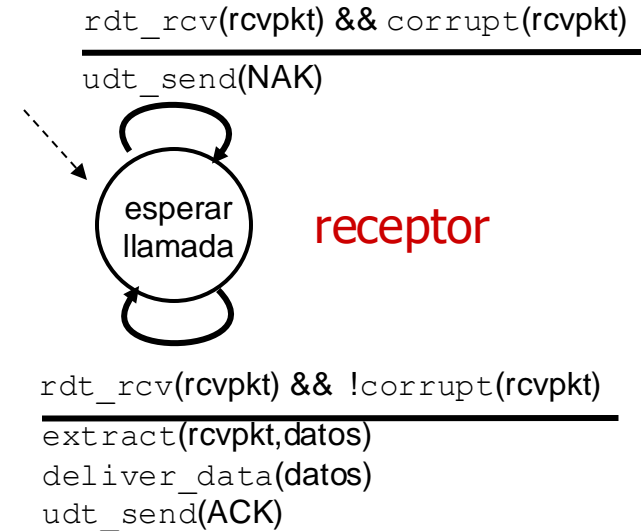 rdt_rcv(rcvpkt) && corrupt(rcvpkt)
udt_send(NAK)
esperar
llamada
receptor
rdt_rcv(rcvpkt) && !corrupt(rcvpkt)
extract(rcvpkt,datos)
deliver_data(datos)
udt_send(ACK)